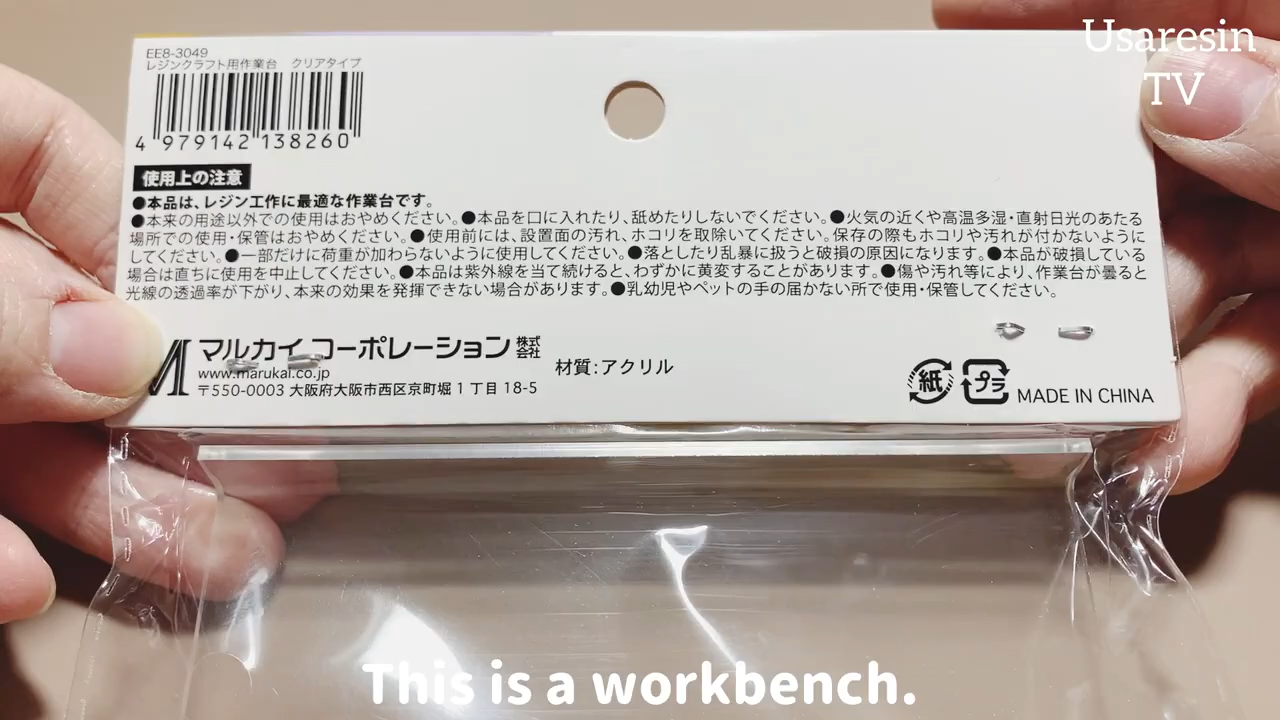 Usaresin
TV
EE8-3049
レジンクラフト用作業台 クリアタイプ
4 979142 138260
使用上の注意
●本品は、レジン工作に最適な作業台です。
●本来の用途以外での使用はおやめください。●本品を口に入れたり、舐めたりしないでください。●火気の近くや高温多湿・直射日光のあたる
場所での使用・保管はおやめください。●使用前には、設置面の汚れ、ホコリを取除いてください。保存の際もホコリや汚れが付かないように
してください。●一部だけに荷重が加わらないように使用してください。●落としたり乱暴に扱うと破損の原因になります。●本品が破損している
場合は直ちに使用を中止してください。●本品は紫外線を当て続けると、わずかに黄変することがあります。●傷や汚れ等により、作業台が曇ると
光線の透過率が下がり、本来の効果を発揮できない場合があります。●乳幼児やペットの手の届かない所で使用・保管してください。
M マルカイコーポレーション 株式会社
www.marukai.co.jp
〒550-0003 大阪府大阪市西区京町堀 1 丁目 18-5
材質:アクリル
紙 プラ MADE IN CHINA
This is a workbench.